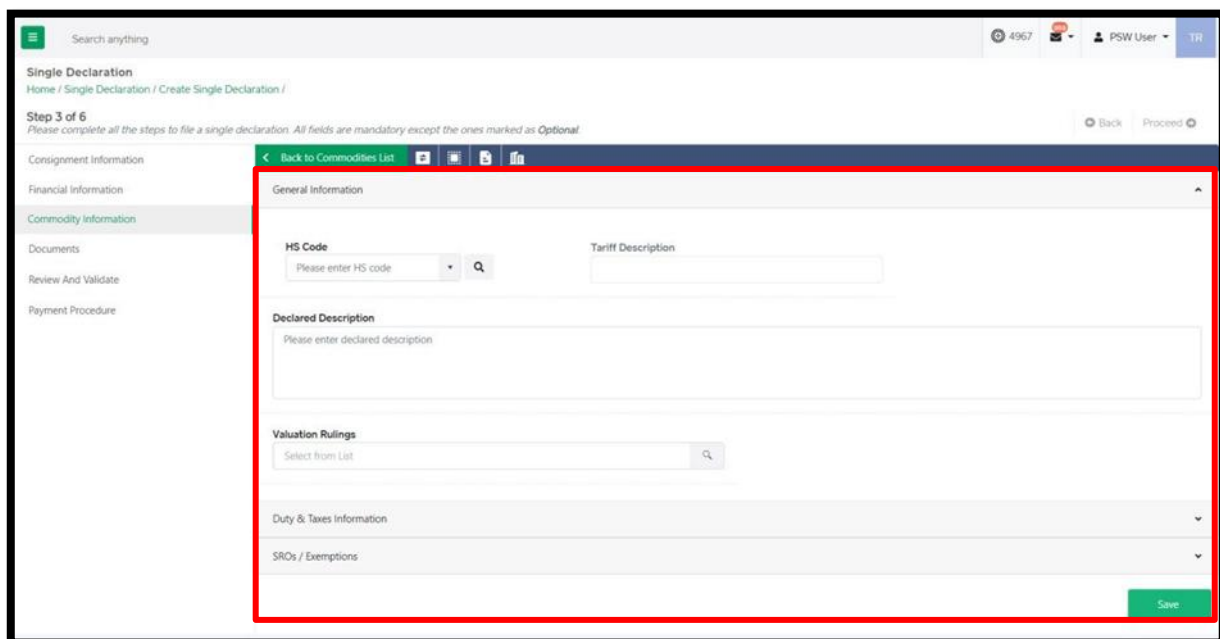 Search anything
4967
PSW User
TR
Single Declaration
Home / Single Declaration / Create Single Declaration /
Step 3 of 6
Please complete all the steps to file a single declaration. All fields are mandatory except the ones marked as Optional.
Back
Proceed
Consignment Information
Financial Information
Commodity Information
Documents
Review And Validate
Payment Procedure
Back to Commodities List
General Information
HS Code
Tariff Description
Please enter HS code
Declared Description
Please enter declared description
Valuation Rulings
Select from List
Duty & Taxes Information
SROs / Exemptions
Save